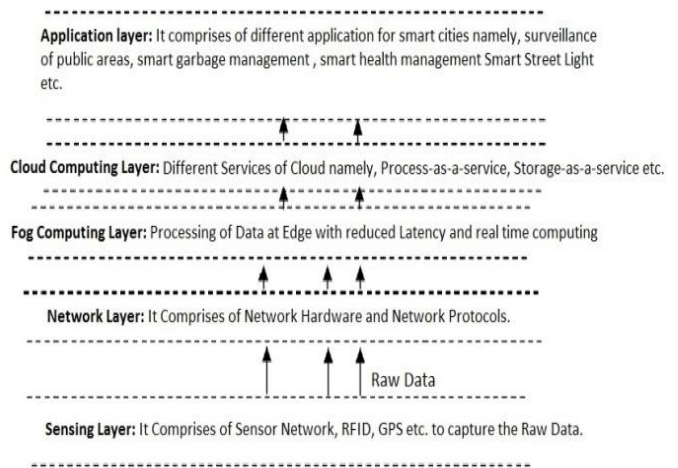 Application layer: It comprises of different application for smart cities namely, surveillance
of public areas, smart garbage management , smart health management Smart Street Light
etc.
Cloud Computing Layer: Different Services of Cloud namely, Process-as-a-service, Storage-as-a-service etc.
Fog Computing Layer: Processing of Data at Edge with reduced Latency and real time computing
Network Layer: It Comprises of Network Hardware and Network Protocols.
Raw Data
Sensing Layer: It Comprises of Sensor Network, RFID, GPS etc. to capture the Raw Data.